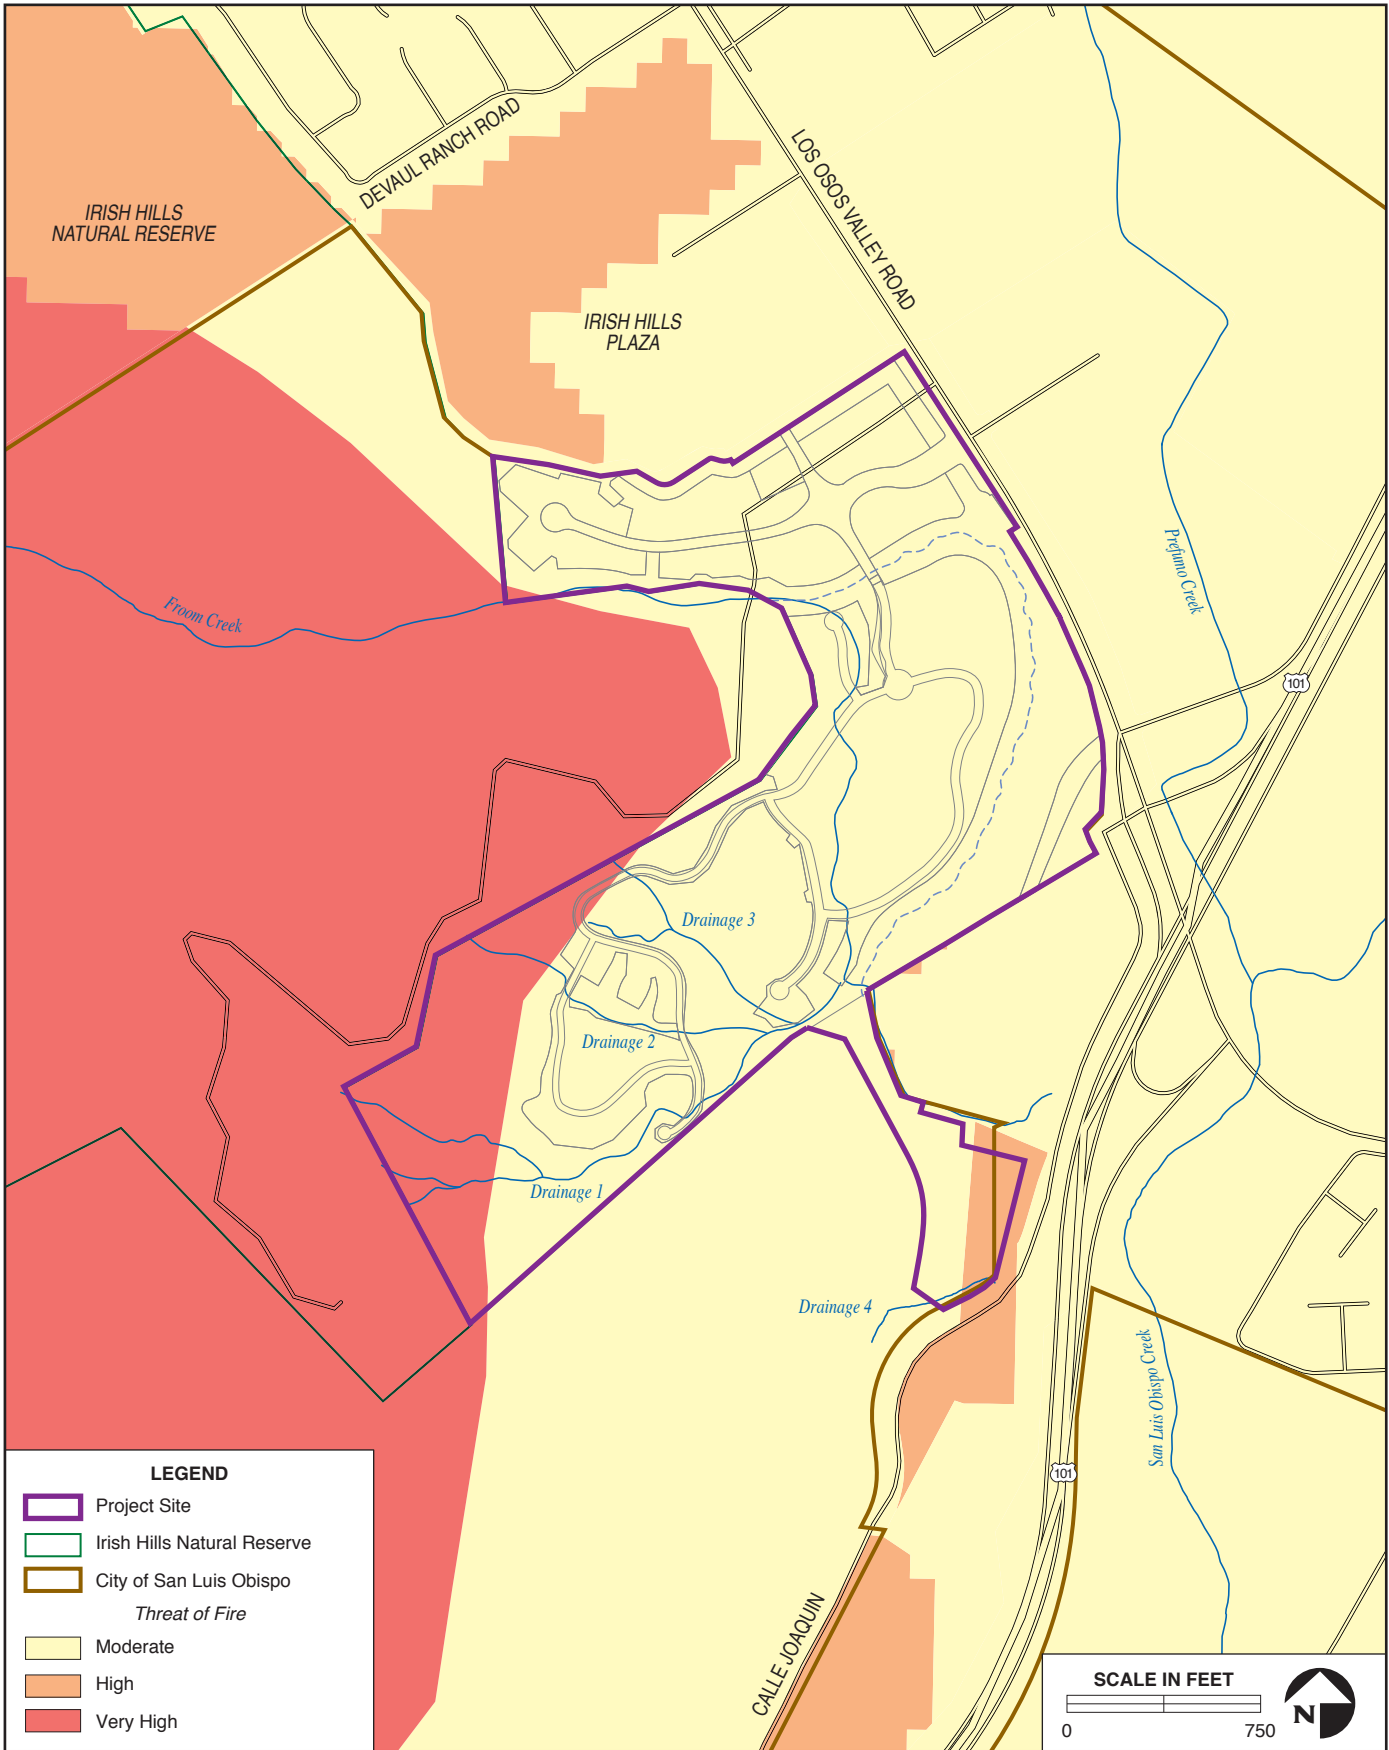 DEVAUL RANCH ROAD
LOS OSOS VALLEY ROAD
IRISH HILLS
NATURAL RESERVE
IRISH HILLS
PLAZA
Prefumo Creek
Froom Creek
101
Drainage 3
Drainage 2
Drainage 1
Drainage 4
San Luis Obispo Creek
101
CALLE JOAQUIN
LEGEND
Project Site
Irish Hills Natural Reserve
City of San Luis Obispo
Threat of Fire
Moderate
High
Very High
SCALE IN FEET
0 750
N